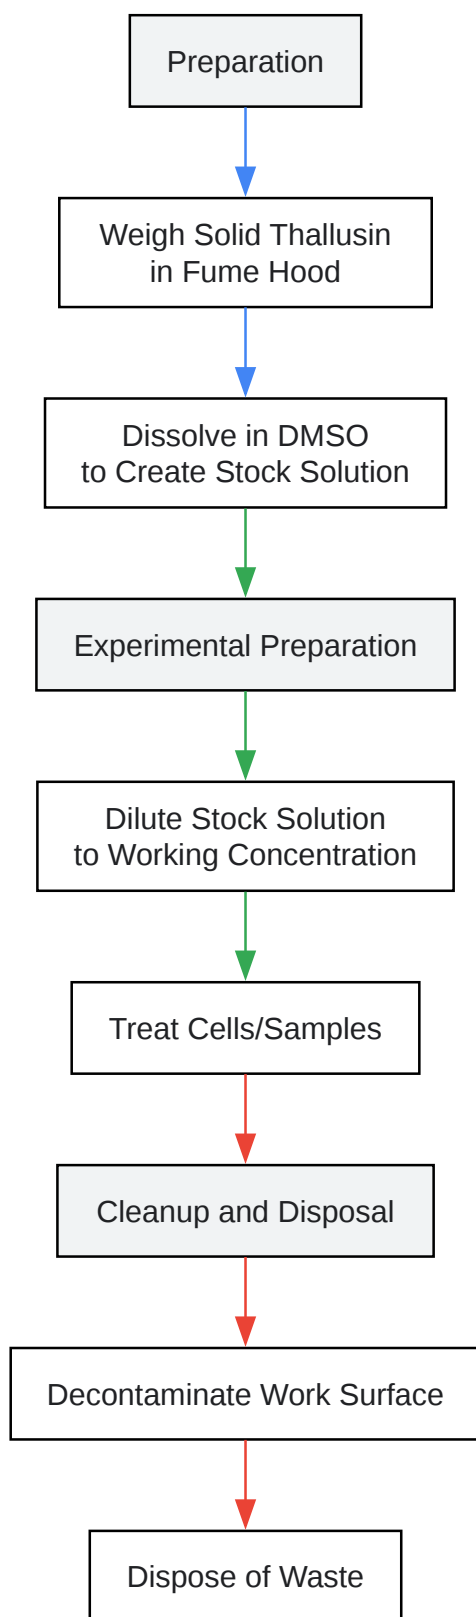 Preparation
Weigh Solid Thallusin
in Fume Hood
Dissolve in DMSO
to Create Stock Solution
Experimental Preparation
Dilute Stock Solution
to Working Concentration
Treat Cells/Samples
Cleanup and Disposal
Decontaminate Work Surface
Dispose of Waste